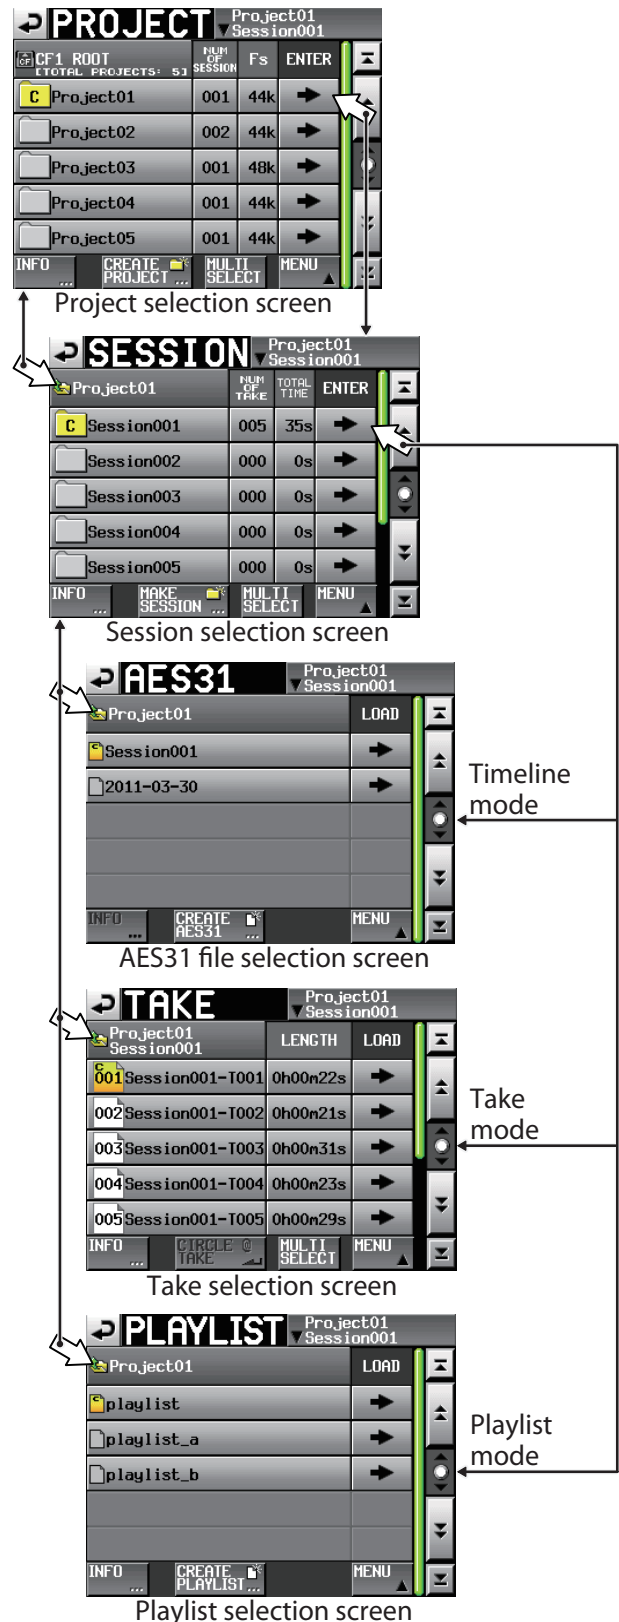 PROJECT ▼Project01
Session001
CF CF1 ROOT NUM OF SESSION Fs ENTER
[TOTAL PROJECTS: 5]
C Project01 001 44k
Project02 002 44k
Project03 001 48k
Project04 001 44k
Project05 001 44k
INFO ... CREATE PROJECT ... MULTI SELECT MENU ▲
Project selection screen
SESSION ▼Project01
Session001
Project01 NUM OF TAKE TOTAL TIME ENTER
C Session001 005 35s
Session002 000 0s
Session003 000 0s
Session004 000 0s
Session005 000 0s
INFO ... MAKE SESSION ... MULTI SELECT MENU ▲
Session selection screen
AES31 Project01
▼Session001
Project01 LOAD
C Session001
2011-03-30
INFO ... CREATE AES31 ... MENU ▲
Timeline
mode
AES31 file selection screen
TAKE Project01
▼Session001
Project01
Session001 LENGTH LOAD
C 001 Session001-T001 0h00m22s
002 Session001-T002 0h00m21s
003 Session001-T003 0h00m31s
004 Session001-T004 0h00m23s
005 Session001-T005 0h00m29s
INFO ... CIRCLE @ TAKE MULTI SELECT MENU ▲
Take
mode
Take selection screen
PLAYLIST Project01
▼Session001
Project01 LOAD
C playlist
playlist_a
playlist_b
INFO ... CREATE PLAYLIST ... MENU ▲
Playlist
mode
Playlist selection screen